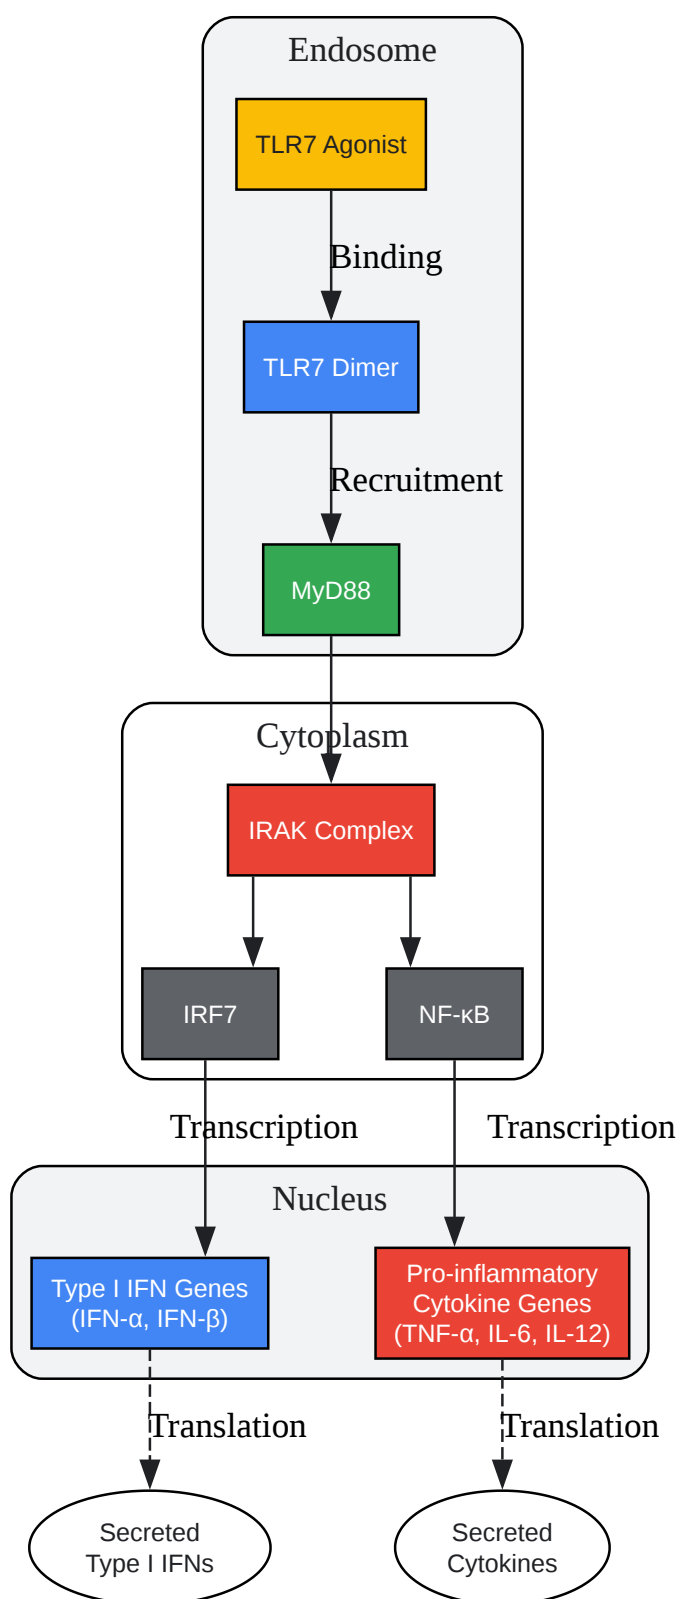 Endosome
TLR7 Agonist
Binding
TLR7 Dimer
Recruitment
MyD88
Cytoplasm
IRAK Complex
IRF7
NF-κB
Transcription
Transcription
Nucleus
Type I IFN Genes
(IFN-α, IFN-β)
Pro-inflammatory
Cytokine Genes
(TNF-α, IL-6, IL-12)
Translation
Translation
Secreted
Type I IFNs
Secreted
Cytokines